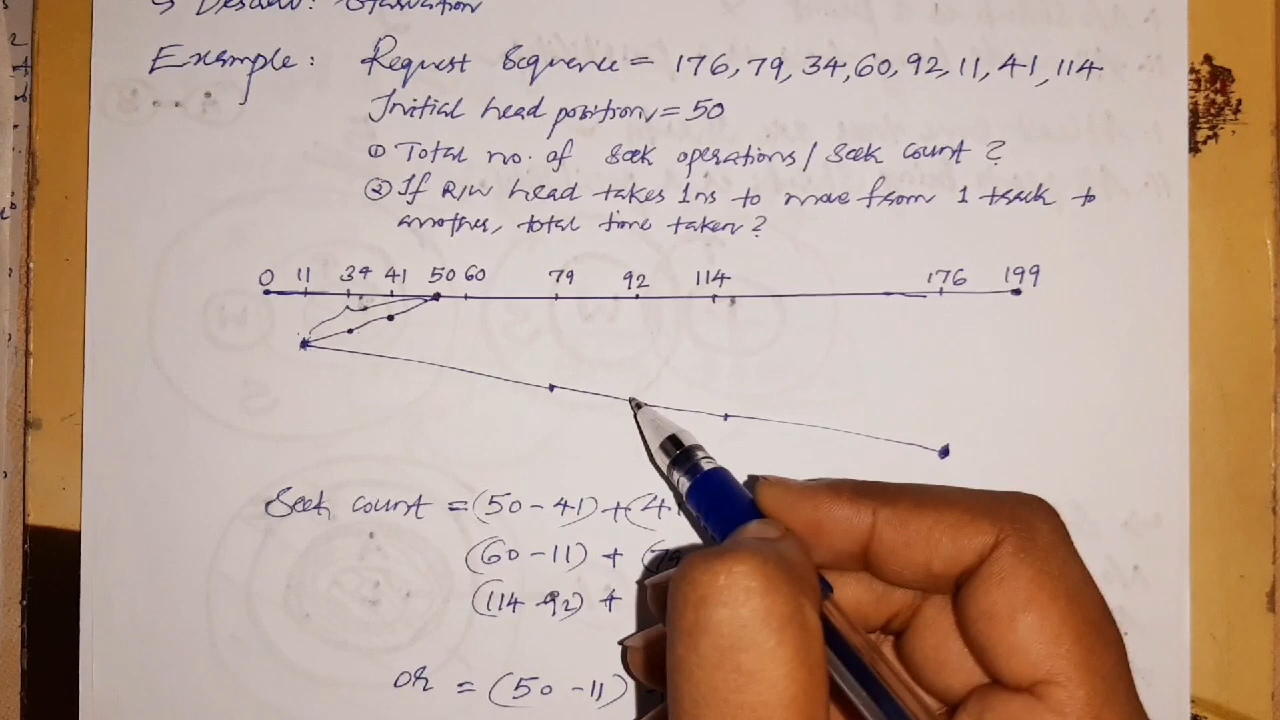 Example: Request Sequence = 176, 79, 34, 60, 92, 11, 41, 114
Initial head position = 50
① Total no. of seek operations / seek count ?
② If R/W head takes 1ns to move from 1 track to
another, total time taken ?
0 11 34 41 50 60 79 92 114 176 199
Seek count = (50 - 41) + (41
(60 - 11) + (79
(114 - 92) +
or = (50 - 11)